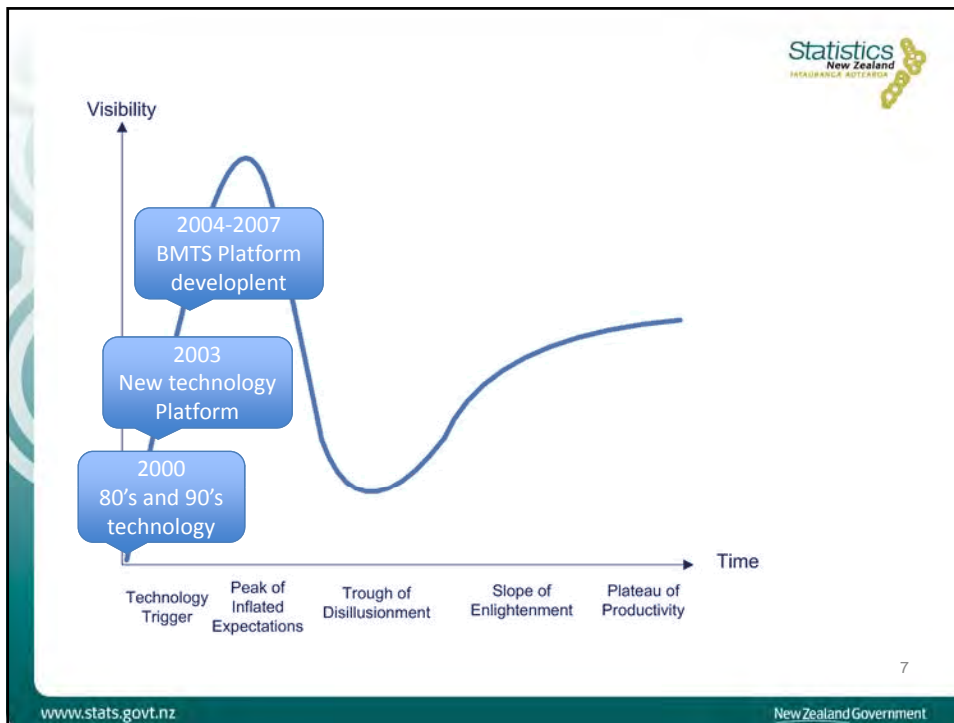 Statistics
New Zealand
TATAURANGA AOTEAROA
Visibility
2004-2007
BMTS Platform
developlent
2003
New technology
Platform
2000
80's and 90's
technology
Time
Technology
Trigger
Peak of
Inflated
Expectations
Trough of
Disillusionment
Slope of
Enlightenment
Plateau of
Productivity
7
www.stats.govt.nz
New Zealand Government